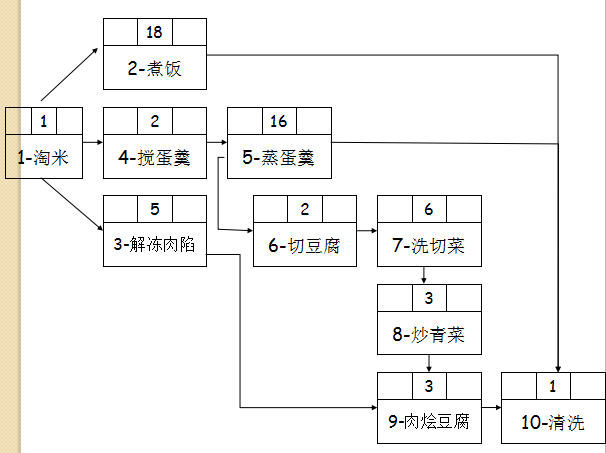 18
2-煮饭
1
1-淘米
2
4-搅蛋羹
16
5-蒸蛋羹
5
3-解冻肉陷
2
6-切豆腐
6
7-洗切菜
3
8-炒青菜
3
9-肉烩豆腐
1
10-清洗